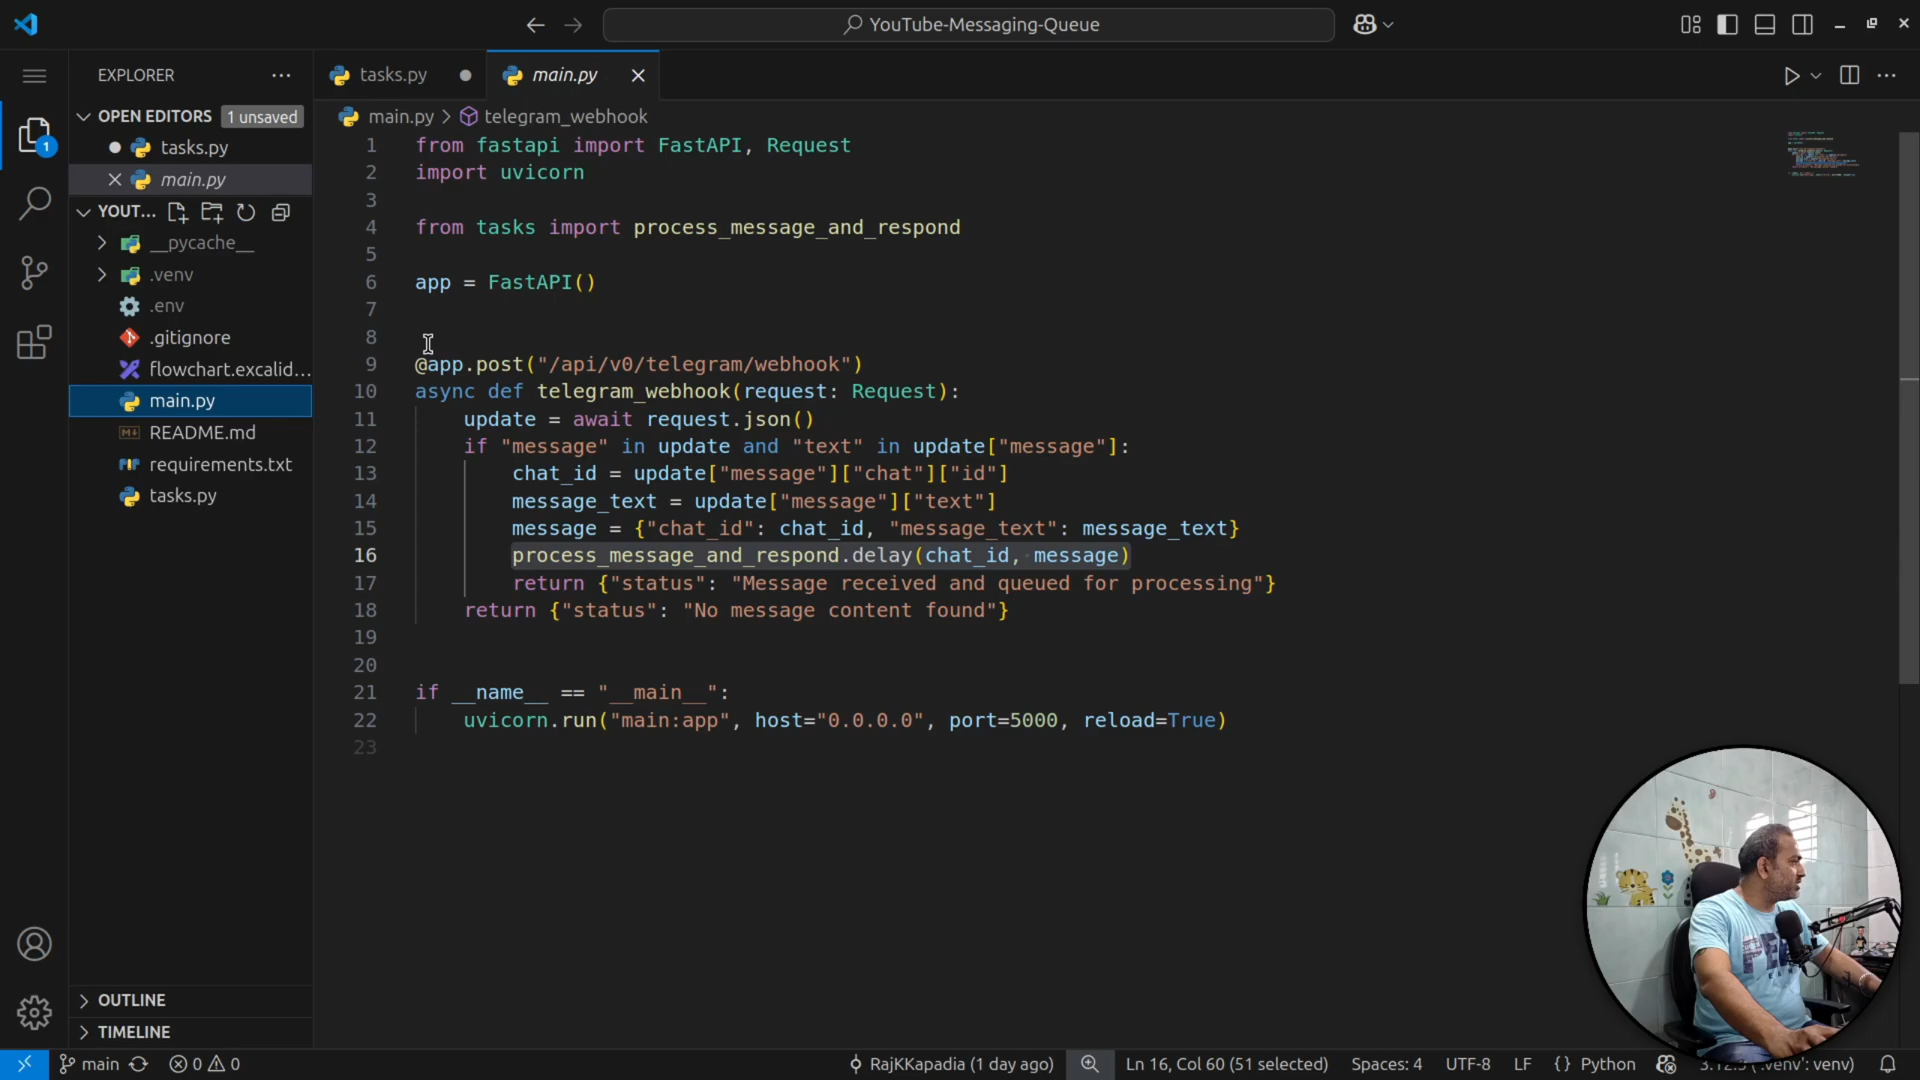 YouTube-Messaging-Queue
EXPLORER
OPEN EDITORS 1 unsaved
tasks.py
main.py
YOUT...
__pycache__
.venv
.env
.gitignore
flowchart.excalid...
main.py
README.md
requirements.txt
tasks.py
OUTLINE
TIMELINE
tasks.py
main.py
main.py > telegram_webhook
1 from fastapi import FastAPI, Request
2 import uvicorn
3
4 from tasks import process_message_and_respond
5
6 app = FastAPI()
7
8
9 @app.post("/api/v0/telegram/webhook")
10 async def telegram_webhook(request: Request):
11 update = await request.json()
12 if "message" in update and "text" in update["message"]:
13 chat_id = update["message"]["chat"]["id"]
14 message_text = update["message"]["text"]
15 message = {"chat_id": chat_id, "message_text": message_text}
16 process_message_and_respond.delay(chat_id, message)
17 return {"status": "Message received and queued for processing"}
18 return {"status": "No message content found"}
19
20
21 if __name__ == "__main__":
22 uvicorn.run("main:app", host="0.0.0.0", port=5000, reload=True)
23
1
main 0 0 RajKKapadia (1 day ago) Ln 16, Col 60 (51 selected) Spaces: 4 UTF-8 LF {} Python ('.venv': venv)